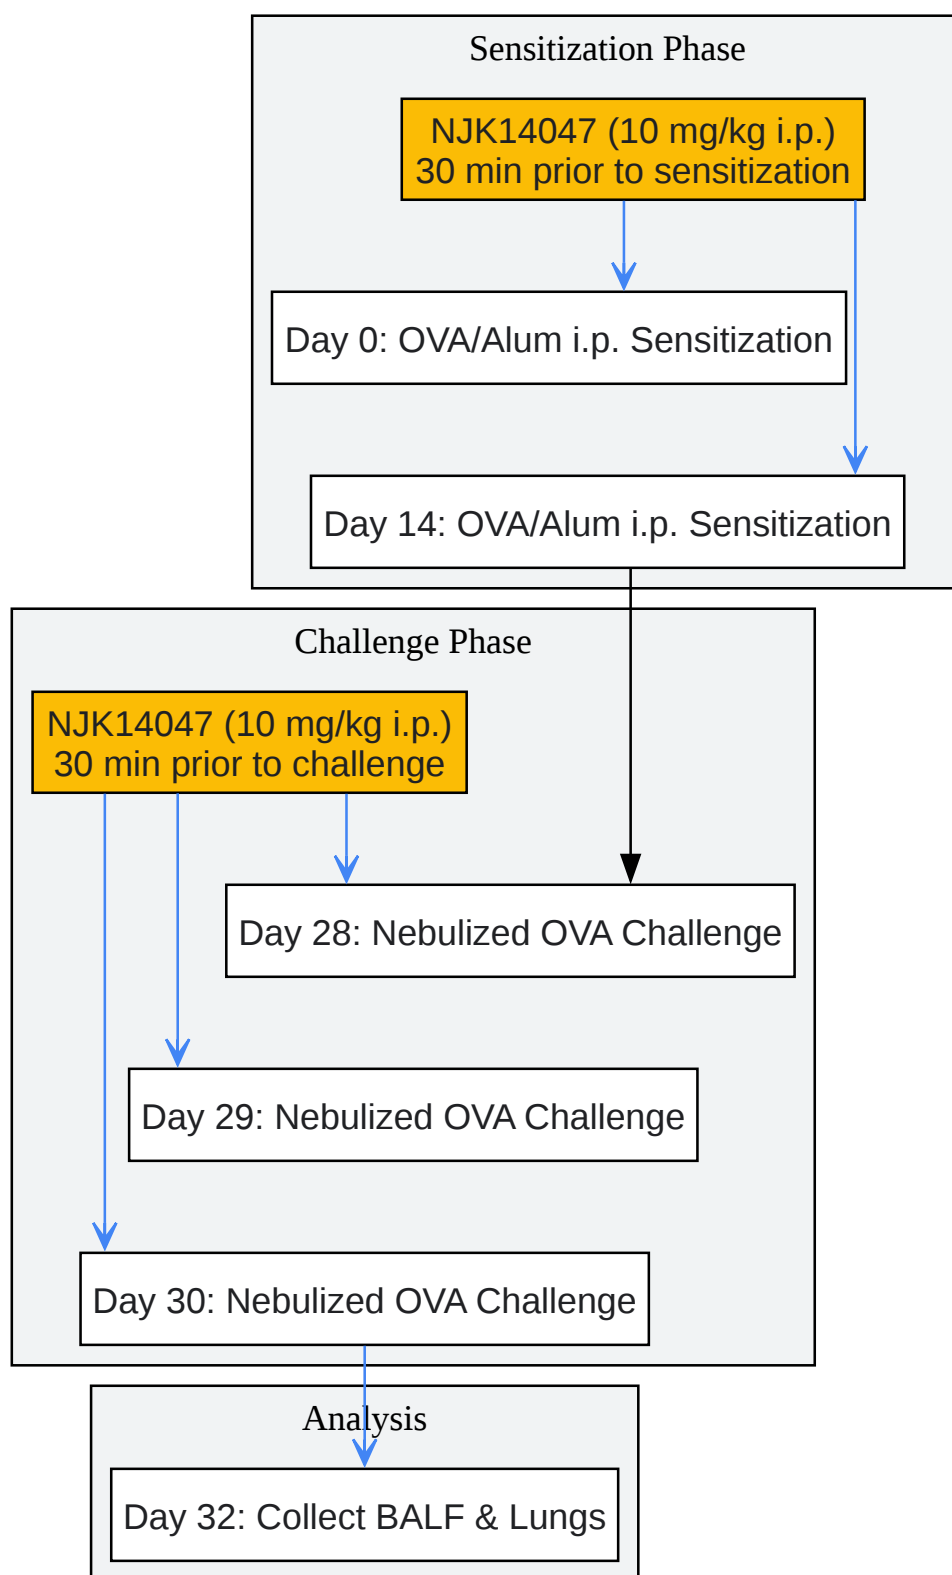 Sensitization Phase
NJK14047 (10 mg/kg i.p.)
30 min prior to sensitization
Day 0: OVA/Alum i.p. Sensitization
Day 14: OVA/Alum i.p. Sensitization
Challenge Phase
NJK14047 (10 mg/kg i.p.)
30 min prior to challenge
Day 28: Nebulized OVA Challenge
Day 29: Nebulized OVA Challenge
Day 30: Nebulized OVA Challenge
Analysis
Day 32: Collect BALF & Lungs